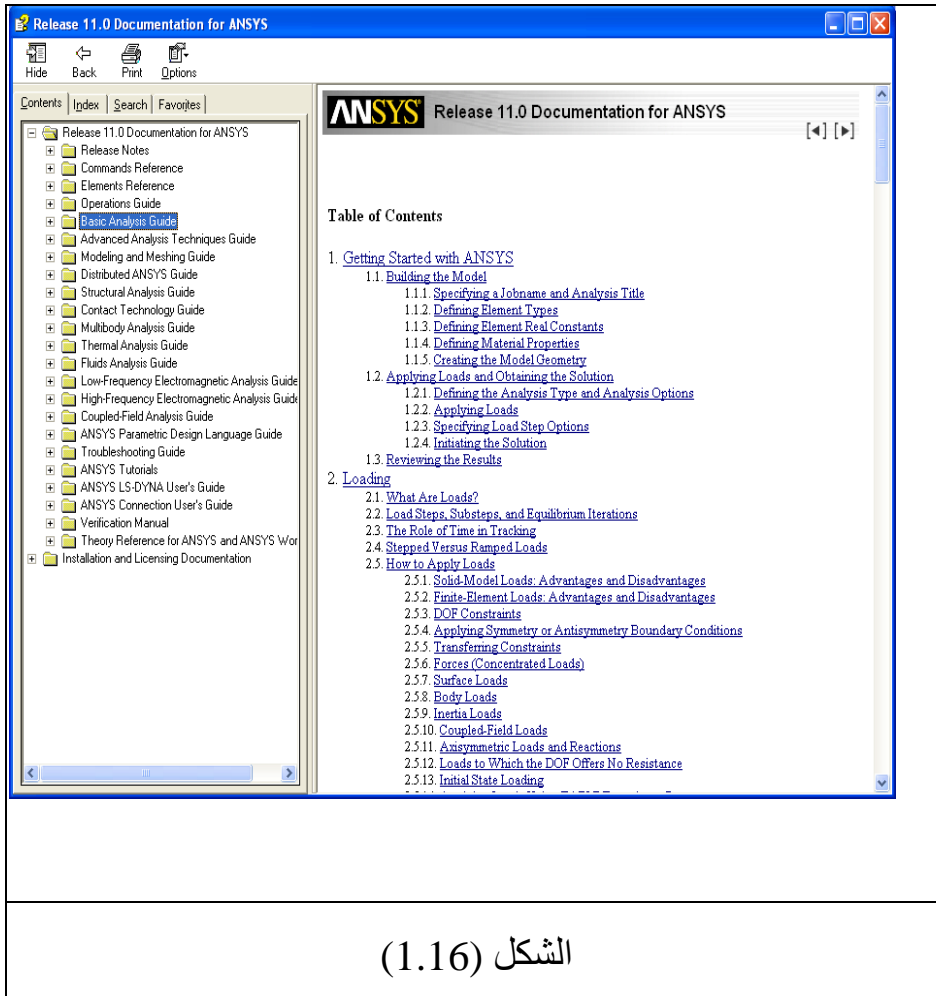 Release 11.0 Documentation for ANSYS
Hide Back Print Options
Contents Index Search Favorites
Release 11.0 Documentation for ANSYS
Release Notes
Commands Reference
Elements Reference
Operations Guide
Basic Analysis Guide
Advanced Analysis Techniques Guide
Modeling and Meshing Guide
Distributed ANSYS Guide
Structural Analysis Guide
Contact Technology Guide
Multibody Analysis Guide
Thermal Analysis Guide
Fluids Analysis Guide
Low-Frequency Electromagnetic Analysis Guide
High-Frequency Electromagnetic Analysis Guide
Coupled-Field Analysis Guide
ANSYS Parametric Design Language Guide
Troubleshooting Guide
ANSYS Tutorials
ANSYS LS-DYNA User's Guide
ANSYS Connection User's Guide
Verification Manual
Theory Reference for ANSYS and ANSYS Wor
Installation and Licensing Documentation
ANSYS Release 11.0 Documentation for ANSYS
Table of Contents
1. Getting Started with ANSYS
1.1. Building the Model
1.1.1. Specifying a Jobname and Analysis Title
1.1.2. Defining Element Types
1.1.3. Defining Element Real Constants
1.1.4. Defining Material Properties
1.1.5. Creating the Model Geometry
1.2. Applying Loads and Obtaining the Solution
1.2.1. Defining the Analysis Type and Analysis Options
1.2.2. Applying Loads
1.2.3. Specifying Load Step Options
1.2.4. Initiating the Solution
1.3. Reviewing the Results
2. Loading
2.1. What Are Loads?
2.2. Load Steps, Substeps, and Equilibrium Iterations
2.3. The Role of Time in Tracking
2.4. Stepped Versus Ramped Loads
2.5. How to Apply Loads
2.5.1. Solid-Model Loads: Advantages and Disadvantages
2.5.2. Finite-Element Loads: Advantages and Disadvantages
2.5.3. DOF Constraints
2.5.4. Applying Symmetry or Antisymmetry Boundary Conditions
2.5.5. Transferring Constraints
2.5.6. Forces (Concentrated Loads)
2.5.7. Surface Loads
2.5.8. Body Loads
2.5.9. Inertia Loads
2.5.10. Coupled-Field Loads
2.5.11. Axisymmetric Loads and Reactions
2.5.12. Loads to Which the DOF Offers No Resistance
2.5.13. Initial State Loading
الشكل (1.16)